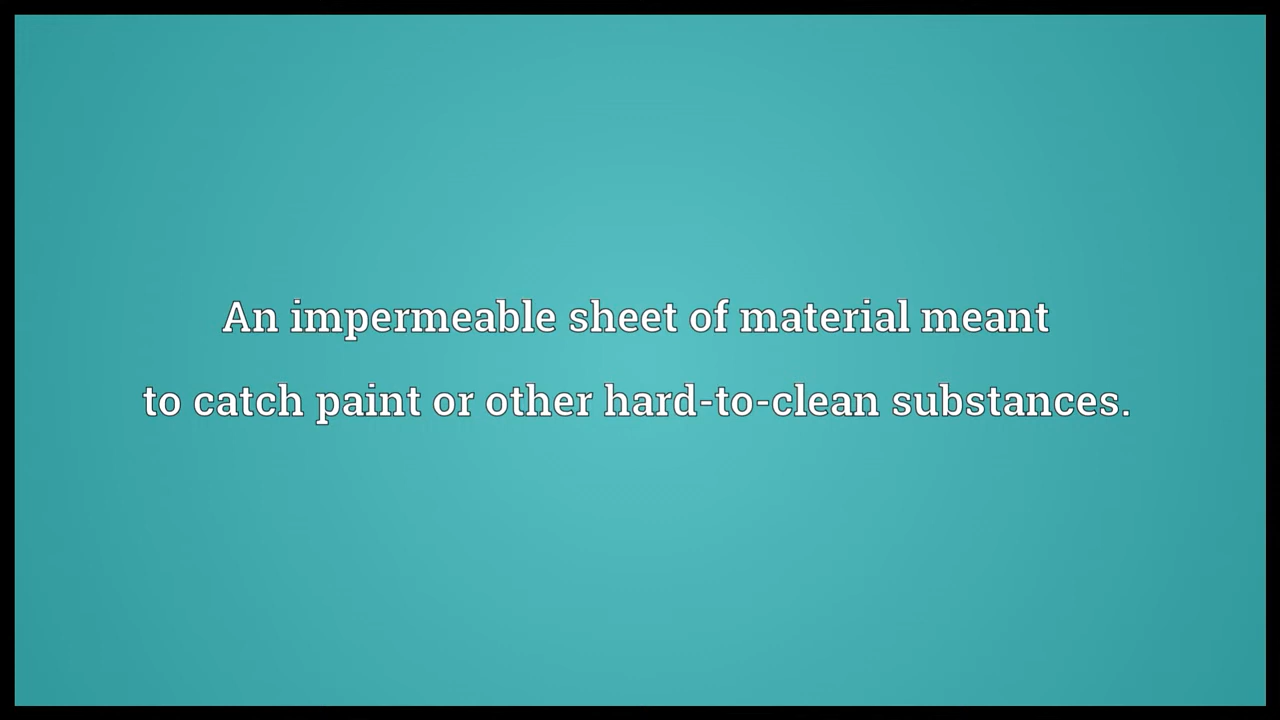 An impermeable sheet of material meant
to catch paint or other hard-to-clean substances.